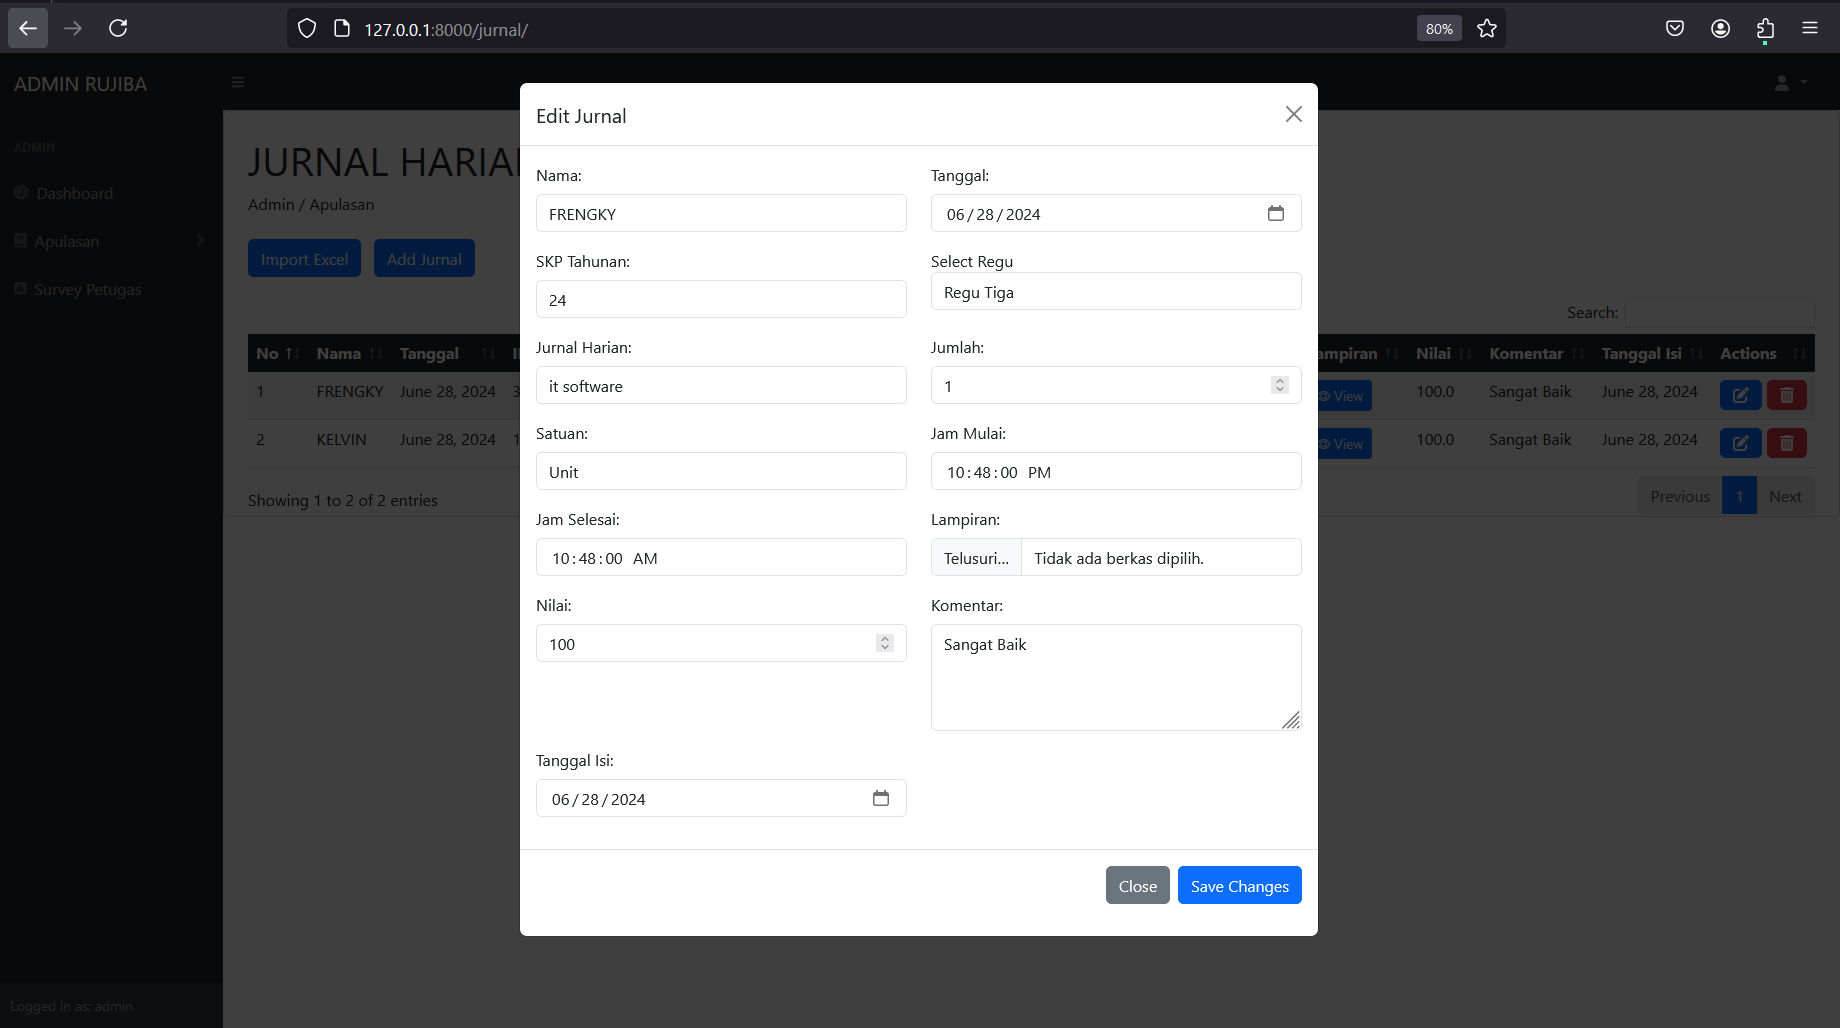 127.0.0.1:8000/jurnal/
80%
ADMIN RUJIBA
ADMIN
Dashboard
Apulasan
Survey Petugas
Logged in as: admin
JURNAL HARIA
Admin / Apulasan
Import Excel
Add Jurnal
Search:
No Nama Tanggal
ampiran Nilai Komentar Tanggal Isi Actions
1 FRENGKY June 28, 2024 3
View 100.0 Sangat Baik June 28, 2024
2 KELVIN June 28, 2024 1
View 100.0 Sangat Baik June 28, 2024
Showing 1 to 2 of 2 entries
Previous 1 Next
Edit Jurnal
Nama:
FRENGKY
Tanggal:
06/28/2024
SKP Tahunan:
24
Select Regu
Regu Tiga
Jurnal Harian:
it software
Jumlah:
1
Satuan:
Unit
Jam Mulai:
10:48:00 PM
Jam Selesai:
10:48:00 AM
Lampiran:
Telusuri... Tidak ada berkas dipilih.
Nilai:
100
Komentar:
Sangat Baik
Tanggal Isi:
06/28/2024
Close
Save Changes